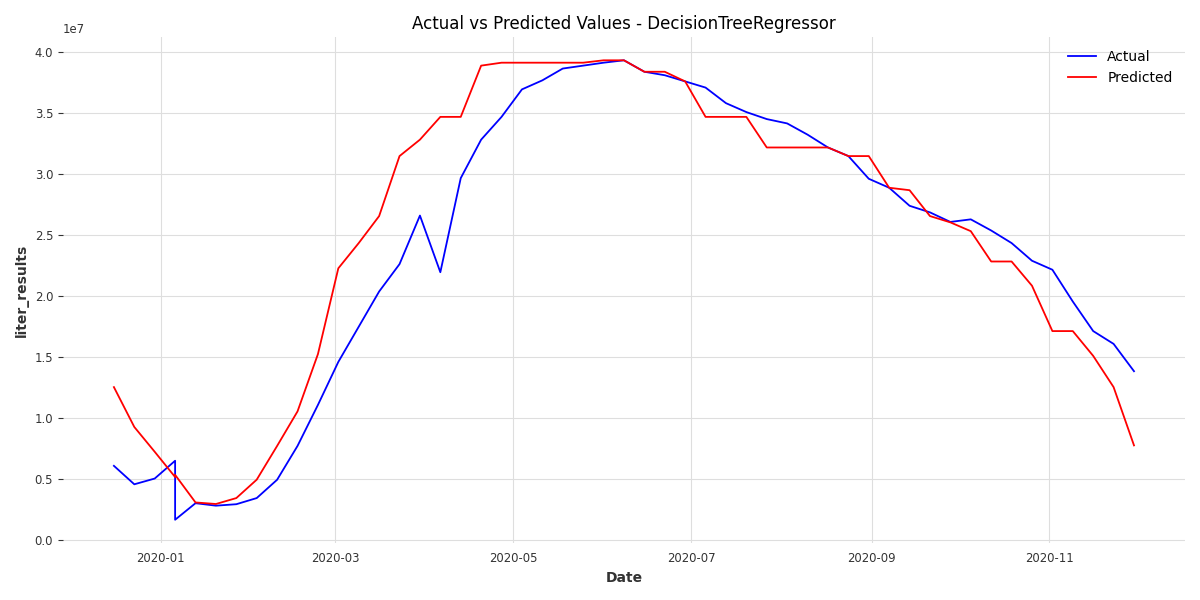 Actual vs Predicted Values - DecisionTreeRegressor
1e7
4.0
3.5
3.0
2.5
2.0
1.5
1.0
0.5
0.0
liter_results
Actual
Predicted
2020-01 2020-03 2020-05 2020-07 2020-09 2020-11
Date